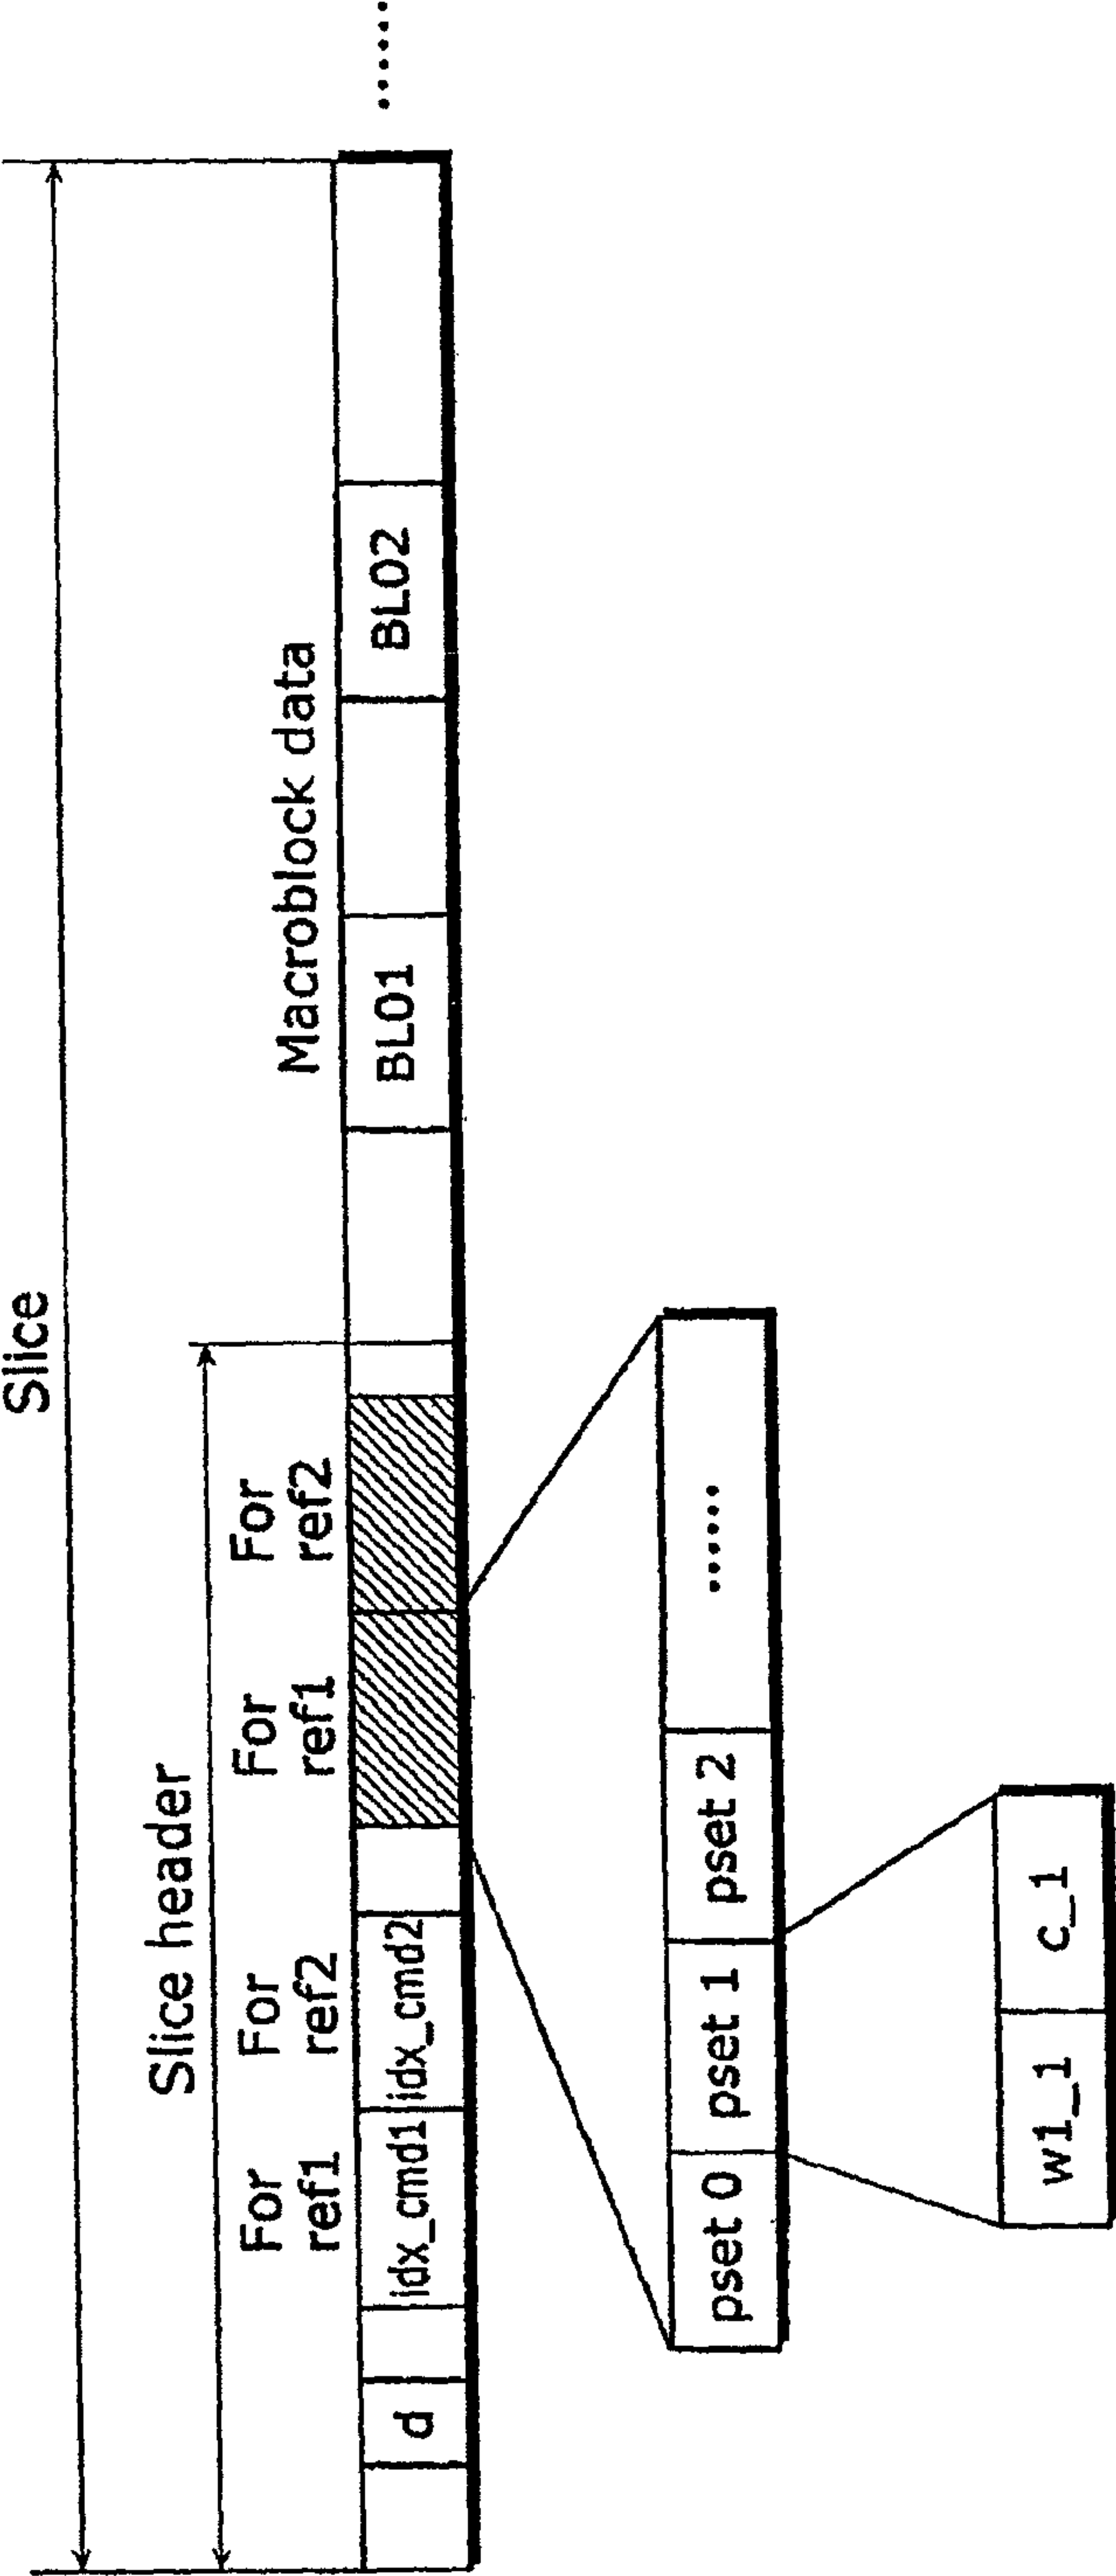 Slice
Slice header
Macroblock data
For
ref1
For
ref2
For
ref1
For
ref2
d
idx_cmd1
idx_cmd2
BL01
BL02
......
pset 0
pset 1
pset 2
......
w1_1
c_1